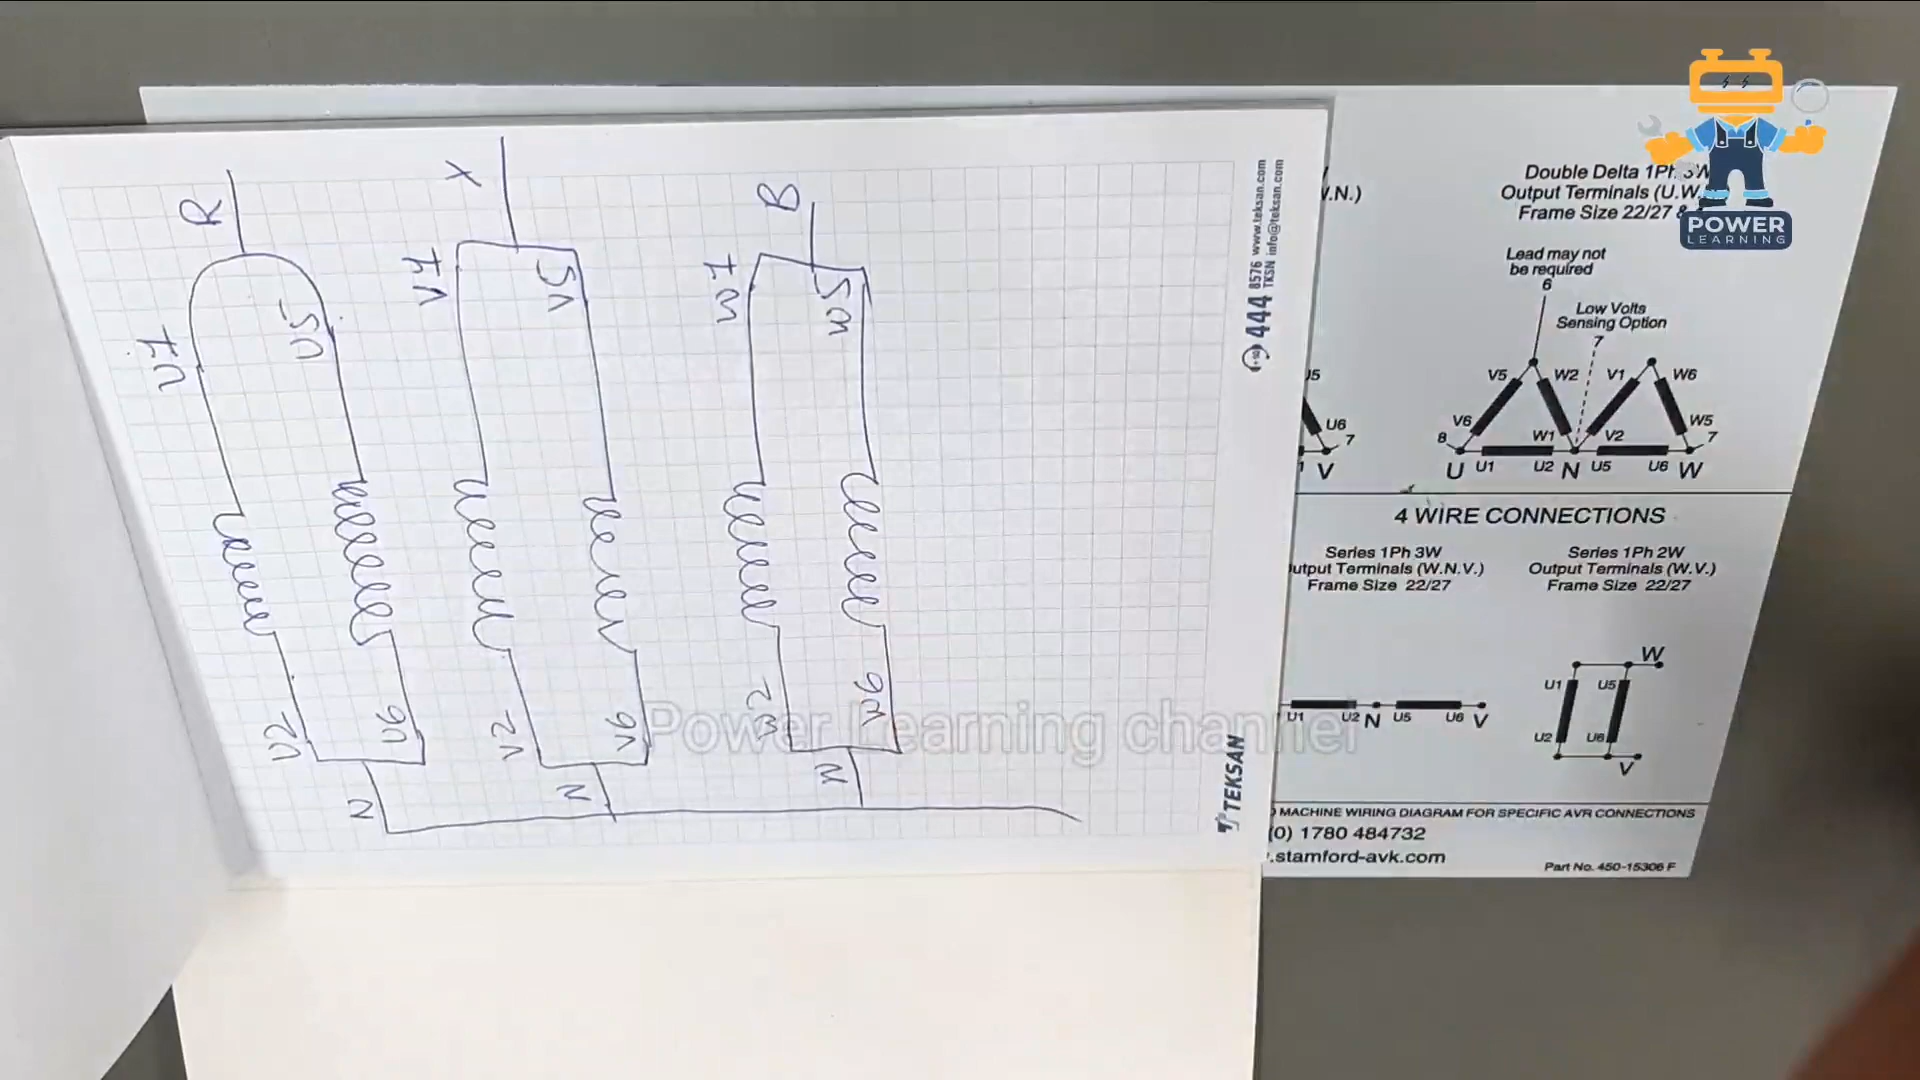 R
Y
B
U1
U5
V1
V5
W1
W5
U2
U6
V2
V6
W2
W6
N
N
N
(+90) 444 8576 www.teksan.com
TKSN info@teksan.com
TEKSAN
Power Learning channel
POWER
LEARNING
.N.)
Double Delta 1Ph 3W
Output Terminals (U.W.
Frame Size 22/27 &
Lead may not
be required
6
Low Volts
Sensing Option
7
V5 W2 V1 W6
V6 W1 V2 W5
8 7
U U1 U2 N U5 U6 W
U6
7
V
4 WIRE CONNECTIONS
Series 1Ph 3W
utput Terminals (W.N.V.)
Frame Size 22/27
U1 U2 N U5 U6 V
Series 1Ph 2W
Output Terminals (W.V.)
Frame Size 22/27
W
U1 U5
U2 U6
V
MACHINE WIRING DIAGRAM FOR SPECIFIC AVR CONNECTIONS
(0) 1780 484732
.stamford-avk.com
Part No. 450-15306 F